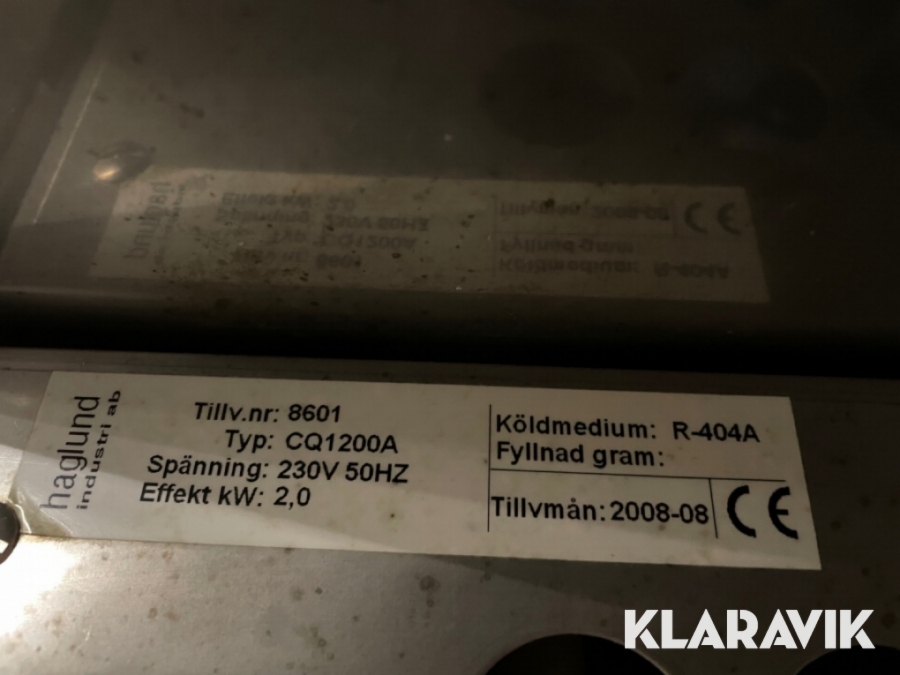 haglund
industri ab
Tillv.nr: 8601
Typ: CQ1200A
Spänning: 230V 50HZ
Effekt kW: 2,0
Köldmedium: R-404A
Fyllnad gram:
Tillvmån: 2008-08
CE
KLARAVIK